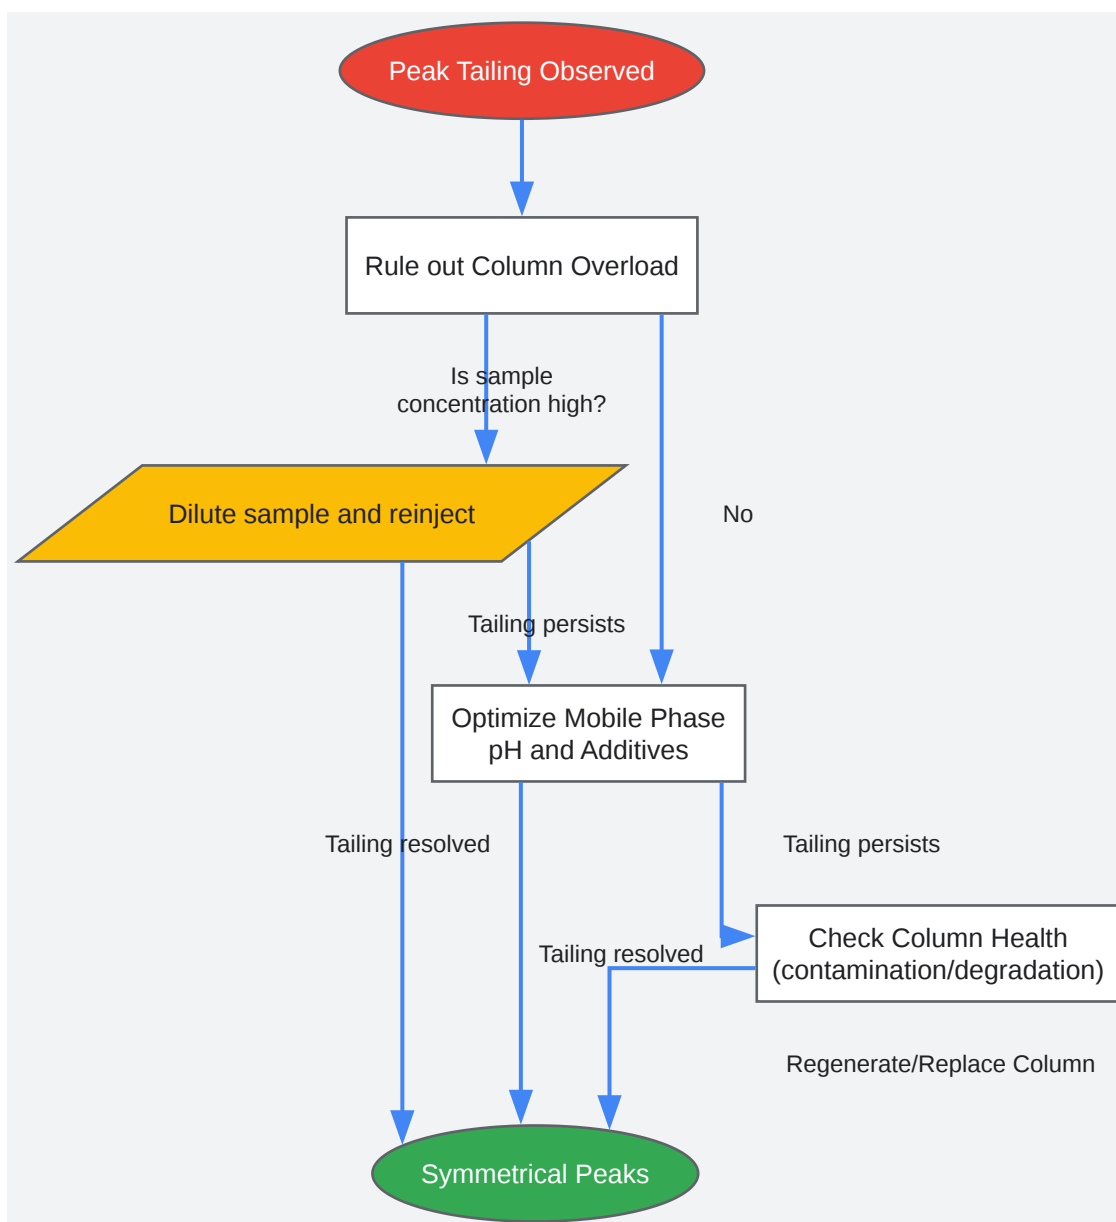 Peak Tailing Observed
Rule out Column Overload
Is sample
concentration high?
Dilute sample and reinject
No
Tailing persists
Optimize Mobile Phase
pH and Additives
Tailing resolved
Tailing persists
Check Column Health
(contamination/degradation)
Tailing resolved
Regenerate/Replace Column
Symmetrical Peaks